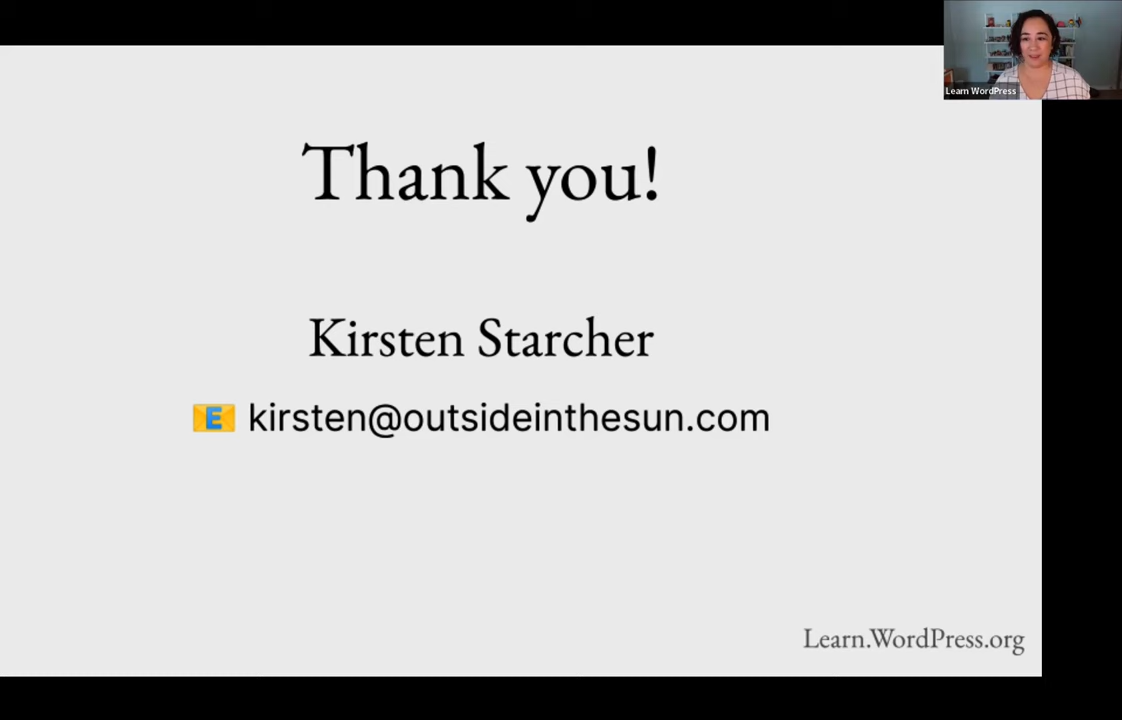 Learn WordPress
Thank you!
Kirsten Starcher
📧 kirsten@outsideinthesun.com
Learn.WordPress.org